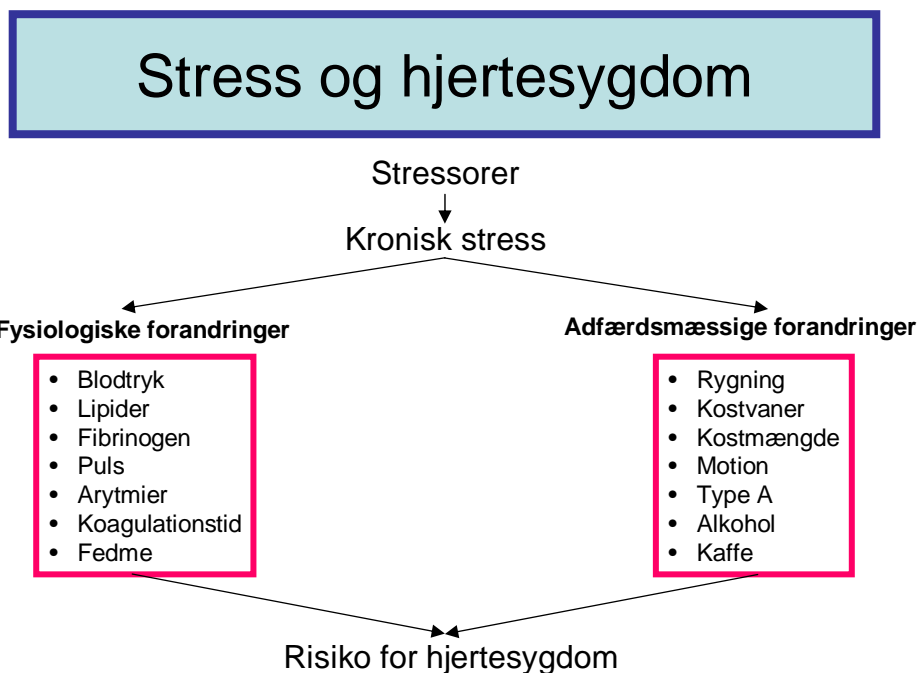 Stress og hjertesygdom
Stressorer
Kronisk stress
Fysiologiske forandringer
• Blodtryk
• Lipider
• Fibrinogen
• Puls
• Arytmier
• Koagulationstid
• Fedme
Adfærdsmæssige forandringer
• Rygning
• Kostvaner
• Kostmængde
• Motion
• Type A
• Alkohol
• Kaffe
Risiko for hjertesygdom